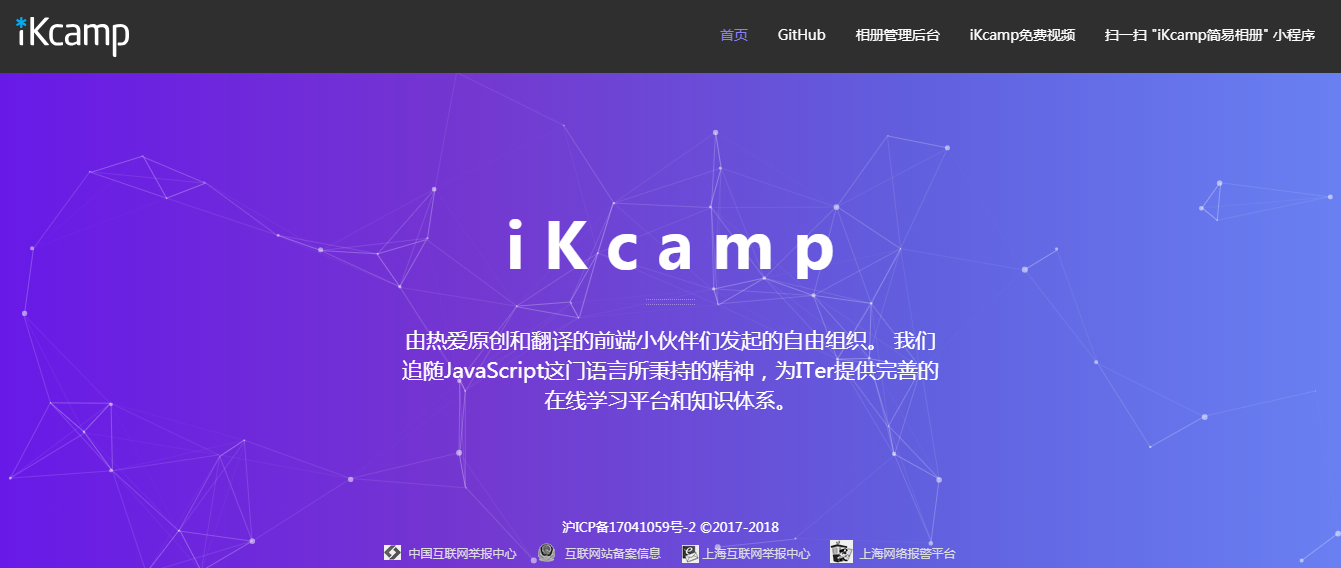 *iKcamp
首页 GitHub 相册管理后台 iKcamp免费视频 扫一扫 "iKcamp简易相册" 小程序
iKcamp
由热爱原创和翻译的前端小伙伴们发起的自由组织。 我们
追随JavaScript这门语言所秉持的精神，为ITer提供完善的
在线学习平台和知识体系。
沪ICP备17041059号-2 ©2017-2018
中国互联网举报中心 互联网站备案信息 上海互联网举报中心 上海网络报警平台